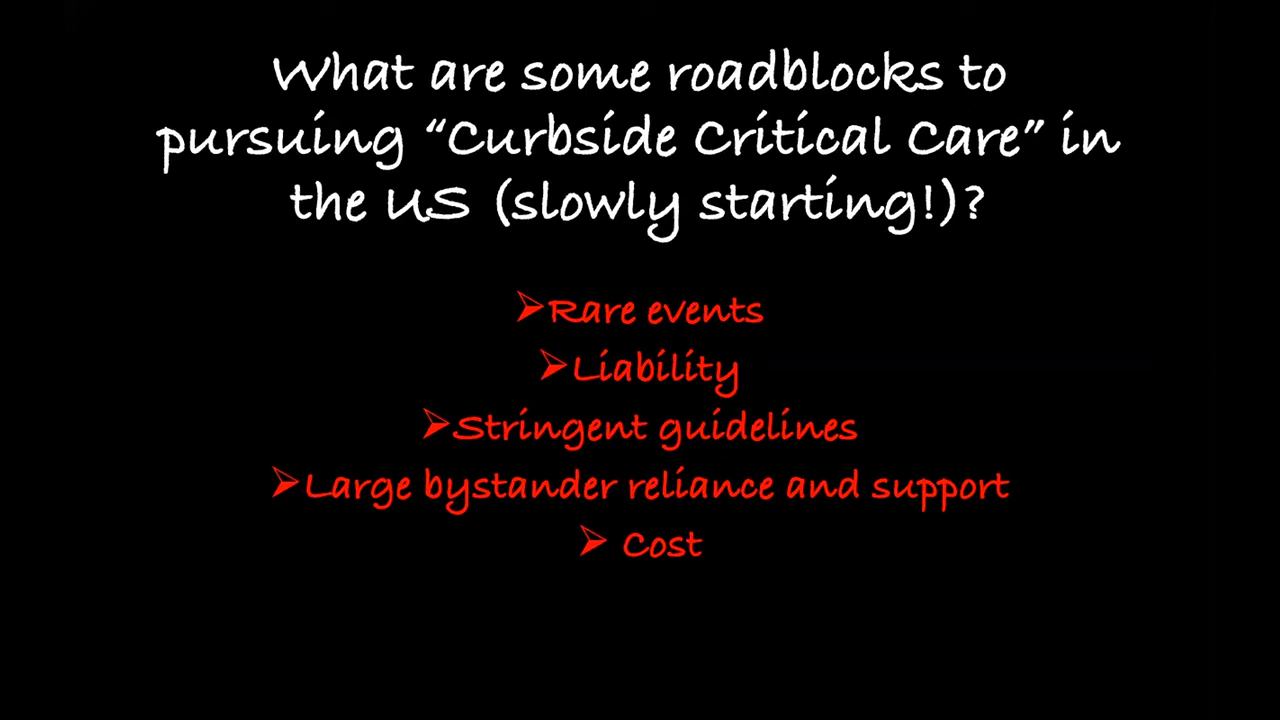 What are some roadblocks to
pursuing “Curbside Critical Care” in
the US (slowly starting!)?
➢Rare events
➢Liability
➢Stringent guidelines
➢Large bystander reliance and support
➢ Cost